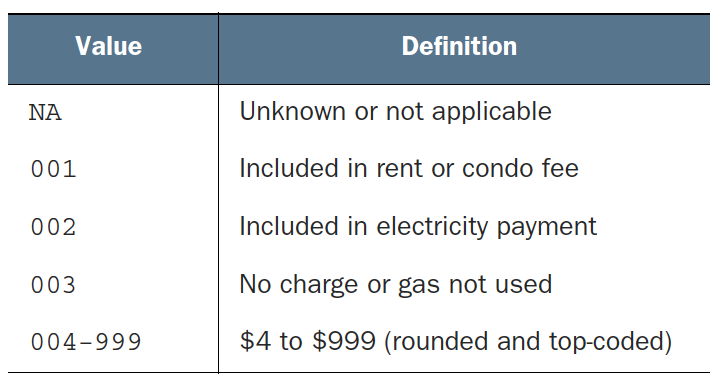 Value Definition
NA Unknown or not applicable
001 Included in rent or condo fee
002 Included in electricity payment
003 No charge or gas not used
004–999 $4 to $999 (rounded and top-coded)